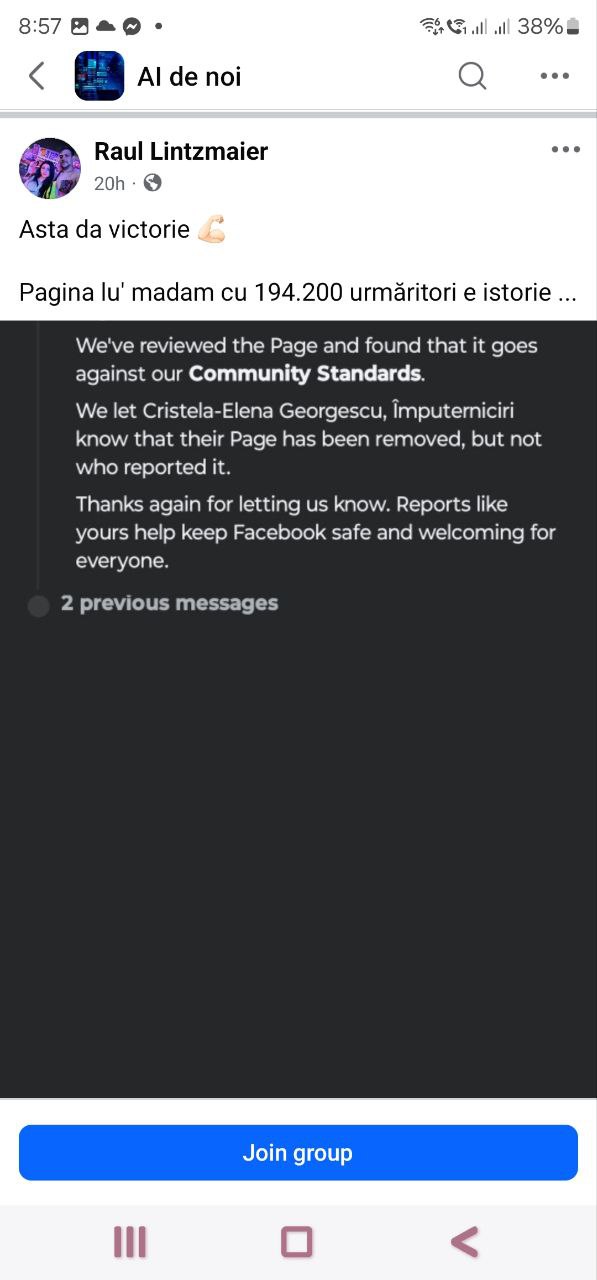 8:57 38%
AI de noi
Raul Lintzmaier
20h ·
Asta da victorie 💪🏻
Pagina lu' madam cu 194.200 urmăritori e istorie ...
We've reviewed the Page and found that it goes
against our Community Standards.
We let Cristela-Elena Georgescu, Împuterniciri
know that their Page has been removed, but not
who reported it.
Thanks again for letting us know. Reports like
yours help keep Facebook safe and welcoming for
everyone.
2 previous messages
Join group